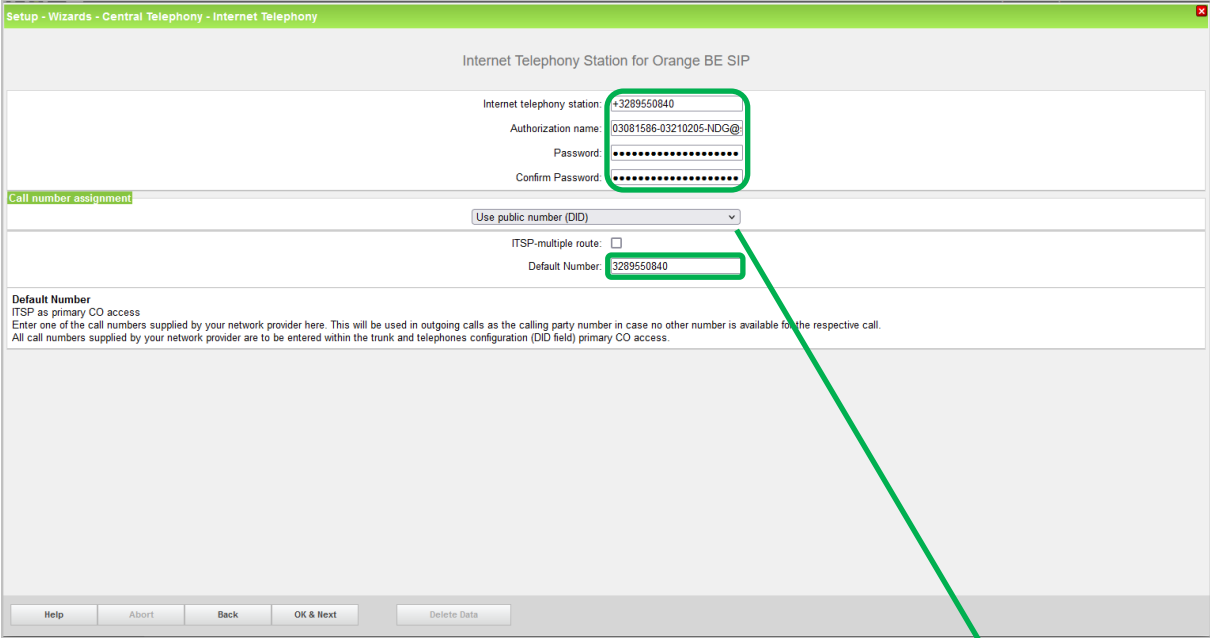 Setup - Wizards - Central Telephony - Internet Telephony
Internet Telephony Station for Orange BE SIP
Internet telephony station: +3289550840
Authorization name: 03081586-03210205-NDG@
Password: ●●●●●●●●●●●●●●●●●●●●
Confirm Password: ●●●●●●●●●●●●●●●●●●●●
Call number assignment
Use public number (DID)
ITSP-multiple route:
Default Number: 3289550840
Default Number
ITSP as primary CO access
Enter one of the call numbers supplied by your network provider here. This will be used in outgoing calls as the calling party number in case no other number is available for the respective call.
All call numbers supplied by your network provider are to be entered within the trunk and telephones configuration (DID field) primary CO access.
Help Abort Back OK & Next Delete Data